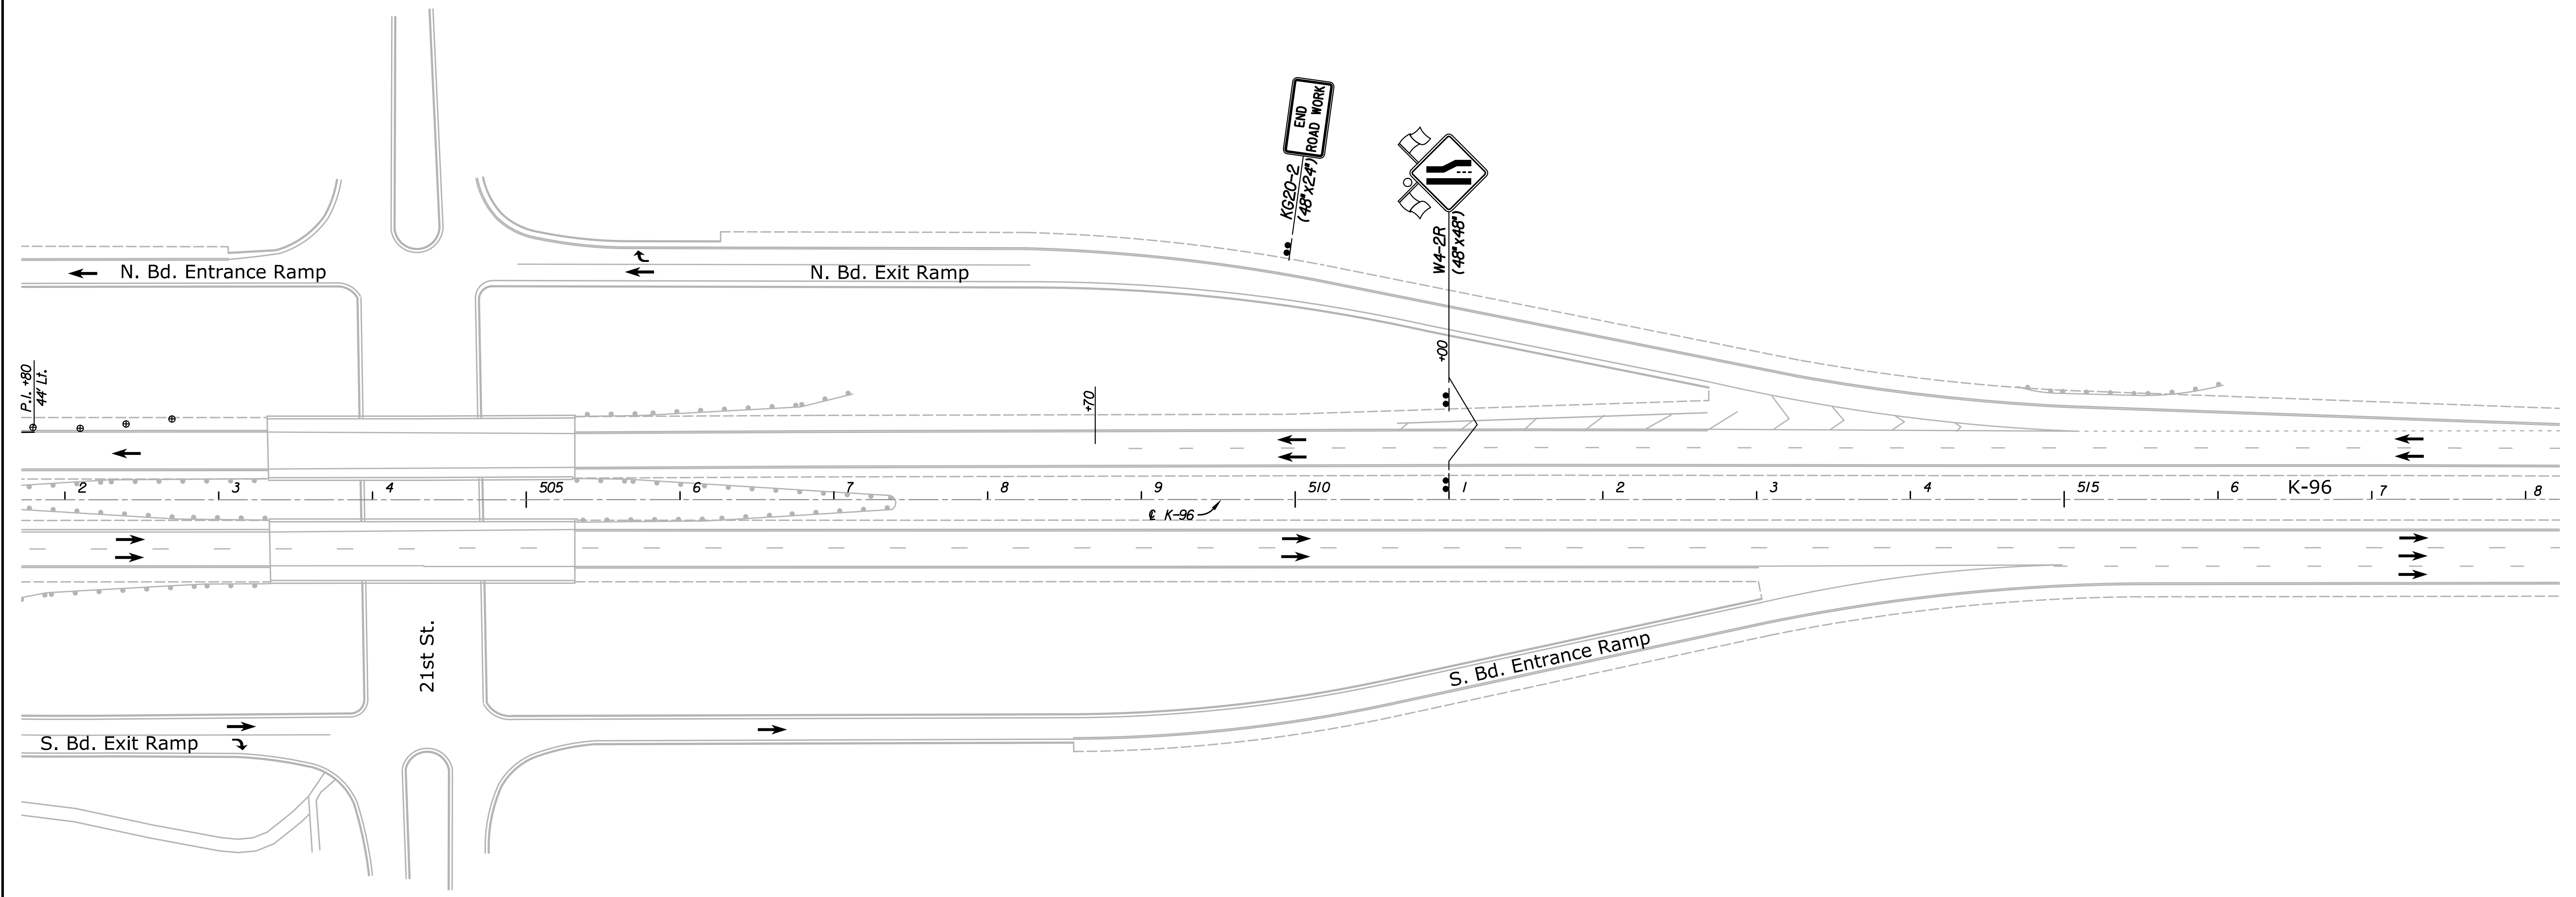 END
ROAD WORK
KG20-2
(48"x24")
W4-2R
(48"x48")
N. Bd. Entrance Ramp
N. Bd. Exit Ramp
P.I. +80
44' Lt.
+70
+00
2 3 4 505 6 7 8 9 510 1 2 3 4 515 6 K-96 7 8
℄ K-96
21st St.
S. Bd. Entrance Ramp
S. Bd. Exit Ramp